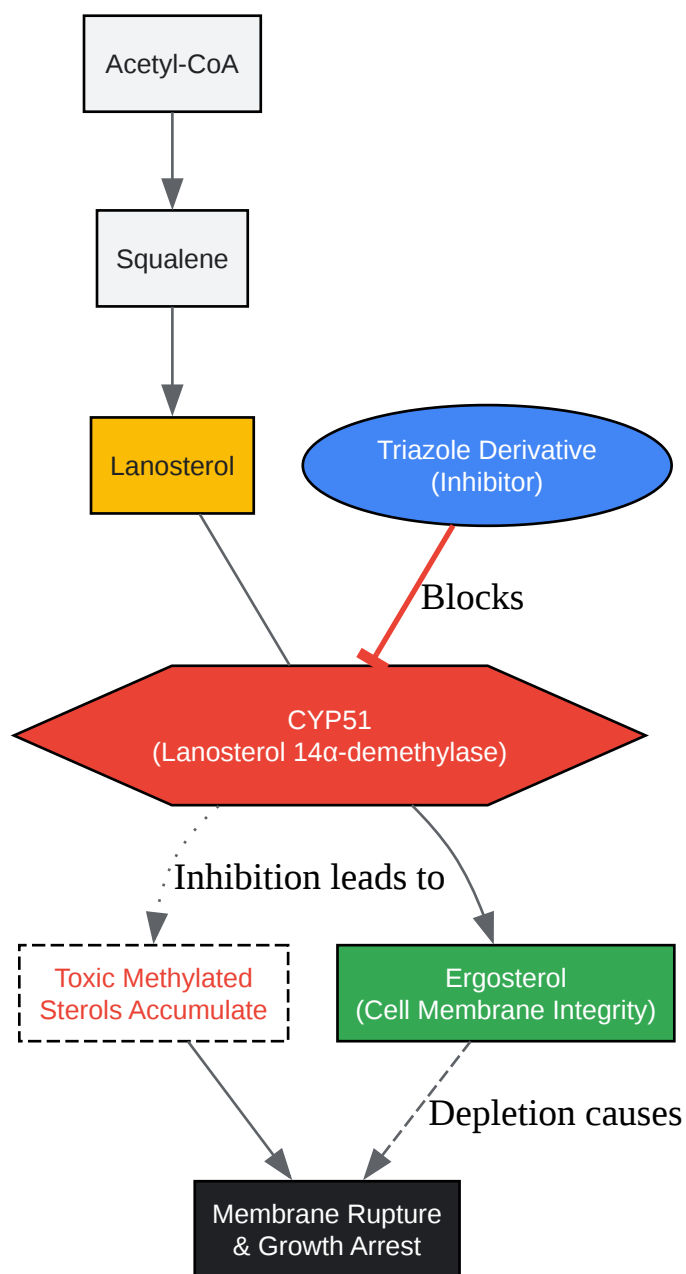 Acetyl-CoA
Squalene
Lanosterol
Triazole Derivative
(Inhibitor)
Blocks
CYP51
(Lanosterol 14α-demethylase)
Inhibition leads to
Toxic Methylated
Sterols Accumulate
Ergosterol
(Cell Membrane Integrity)
Depletion causes
Membrane Rupture
& Growth Arrest